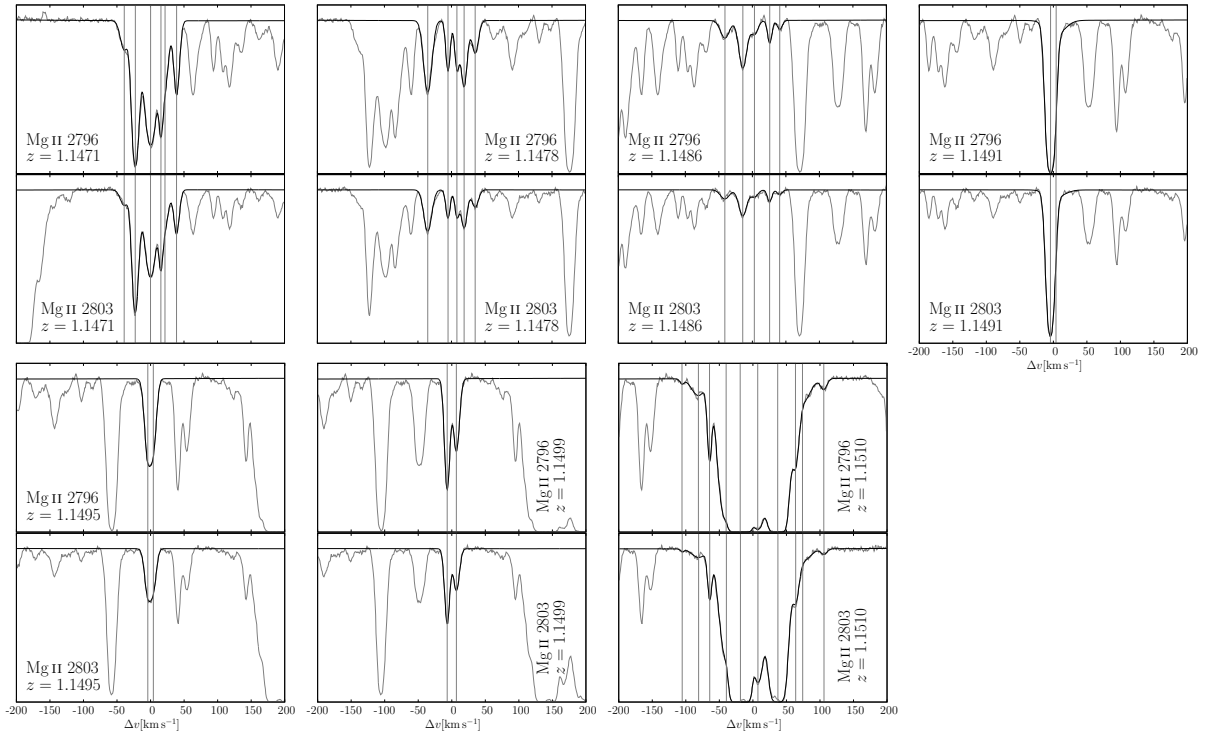 Mg II 2796
z = 1.1471
Mg II 2803
z = 1.1471
Mg II 2796
z = 1.1478
Mg II 2803
z = 1.1478
Mg II 2796
z = 1.1486
Mg II 2803
z = 1.1486
Mg II 2796
z = 1.1491
Mg II 2803
z = 1.1491
-200 -150 -100 -50 0 50 100 150 200
Δv[km s⁻¹]
Mg II 2796
z = 1.1495
Mg II 2803
z = 1.1495
-200 -150 -100 -50 0 50 100 150 200
Δv[km s⁻¹]
Mg II 2796
z = 1.1499
Mg II 2803
z = 1.1499
-200 -150 -100 -50 0 50 100 150 200
Δv[km s⁻¹]
Mg II 2796
z = 1.1510
Mg II 2803
z = 1.1510
-200 -150 -100 -50 0 50 100 150 200
Δv[km s⁻¹]